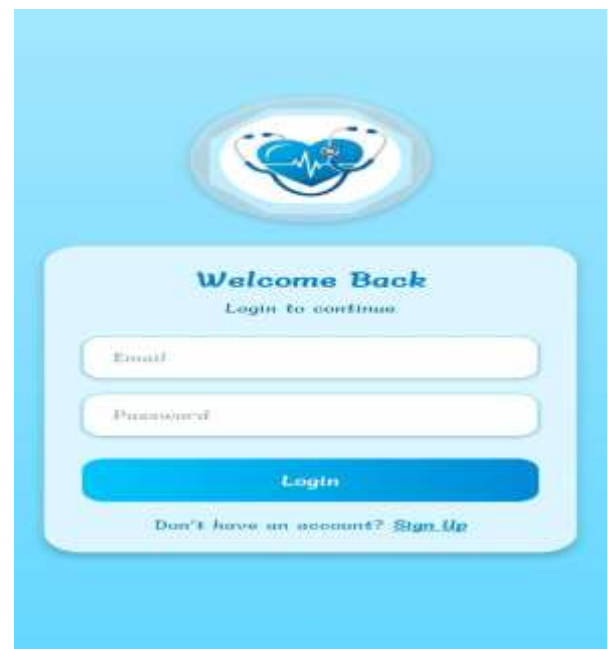 Welcome Back
Login to continue
Email
Password
Login
Don't have an account? Sign Up